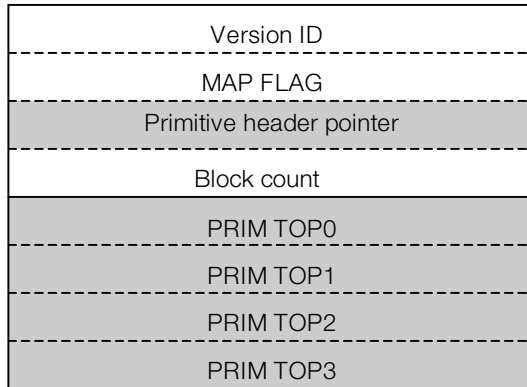 Version ID
MAP FLAG
Primitive header pointer
Block count
PRIM TOP0
PRIM TOP1
PRIM TOP2
PRIM TOP3